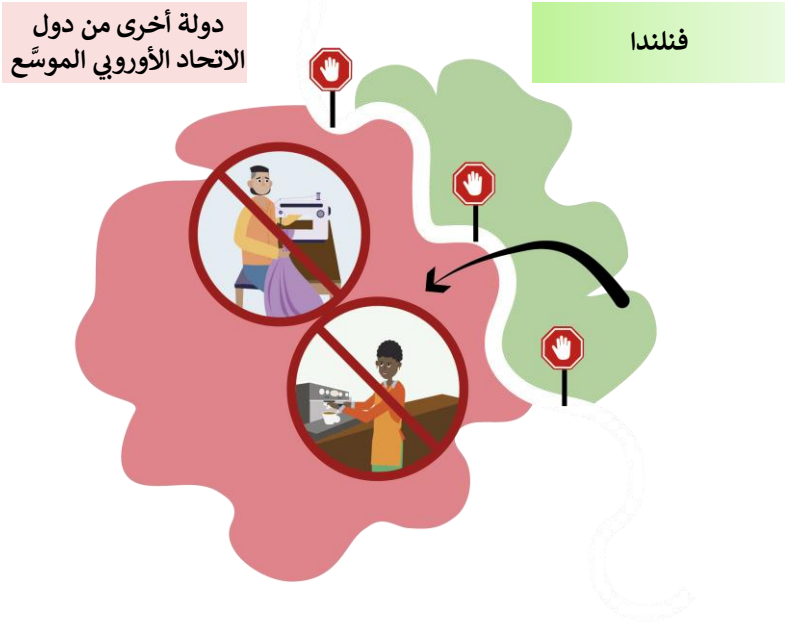 فنلندا
دولة أخرى من دول
الاتحاد الأوروبي الموسَّع